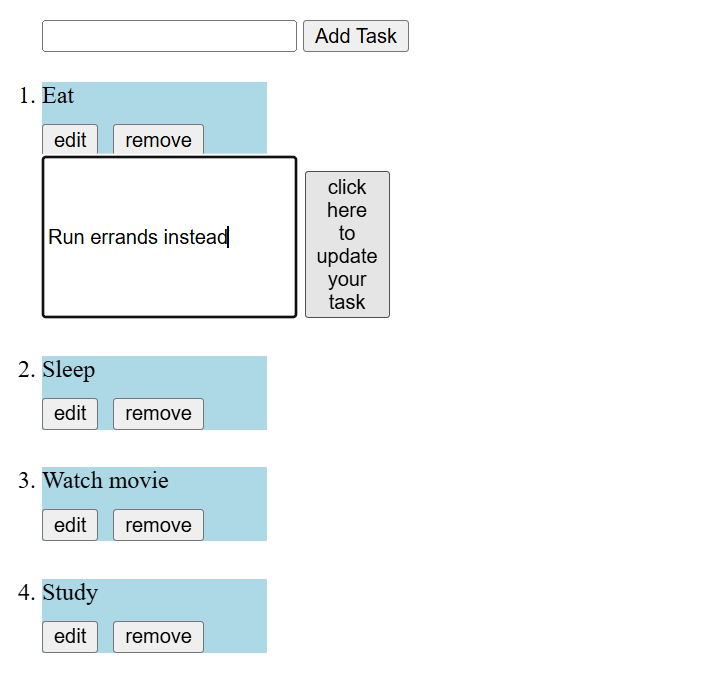 Add Task
1. Eat
edit remove
Run errands instead
click
here
to
update
your
task
2. Sleep
edit remove
3. Watch movie
edit remove
4. Study
edit remove